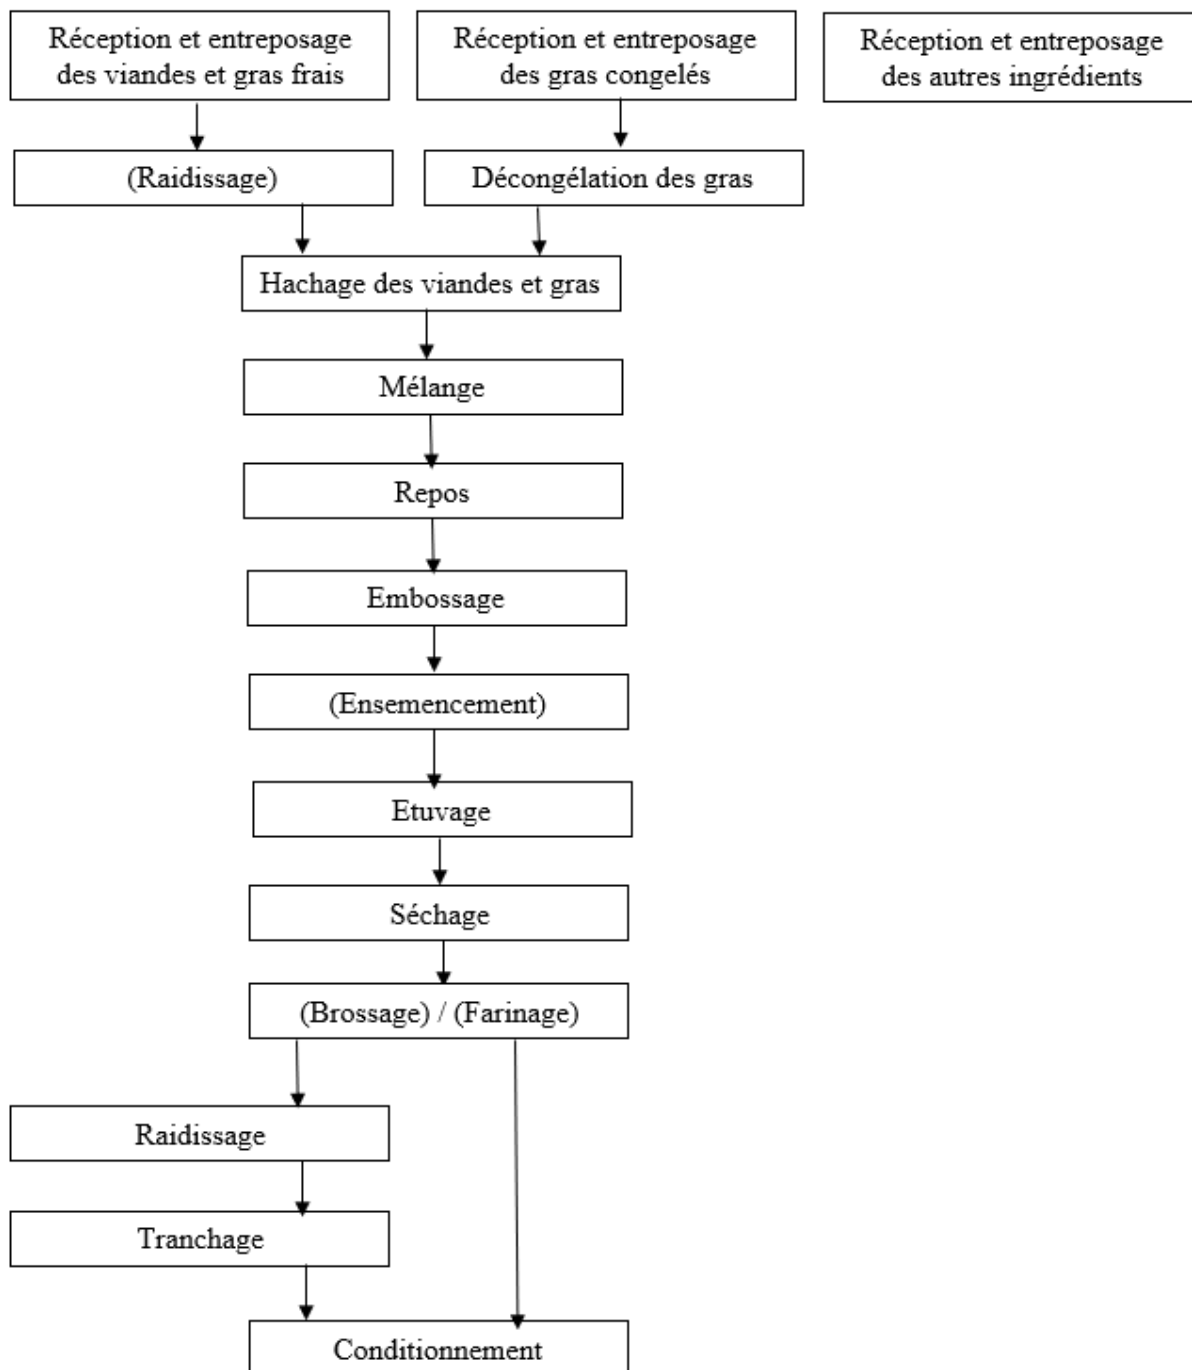 Réception et entreposage
des viandes et gras frais
Réception et entreposage
des gras congelés
Réception et entreposage
des autres ingrédients
(Raidissage)
Décongélation des gras
Hachage des viandes et gras
Mélange
Repos
Embossage
(Ensemencement)
Etuvage
Séchage
(Brossage) / (Farinage)
Raidissage
Tranchage
Conditionnement